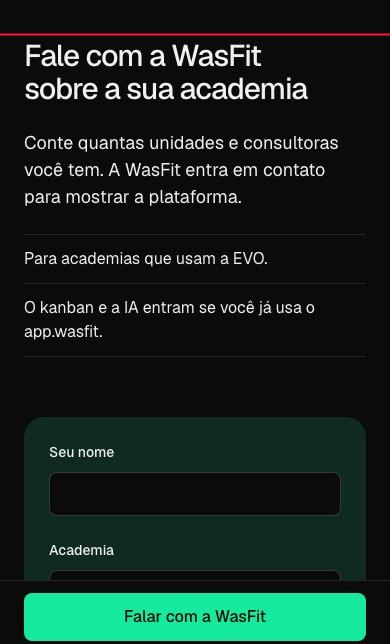 Fale com a WasFit
sobre a sua academia
Conte quantas unidades e consultoras
você tem. A WasFit entra em contato
para mostrar a plataforma.
Para academias que usam a EVO.
O kanban e a IA entram se você já usa o
app.wasfit.
Seu nome
Academia
Falar com a WasFit